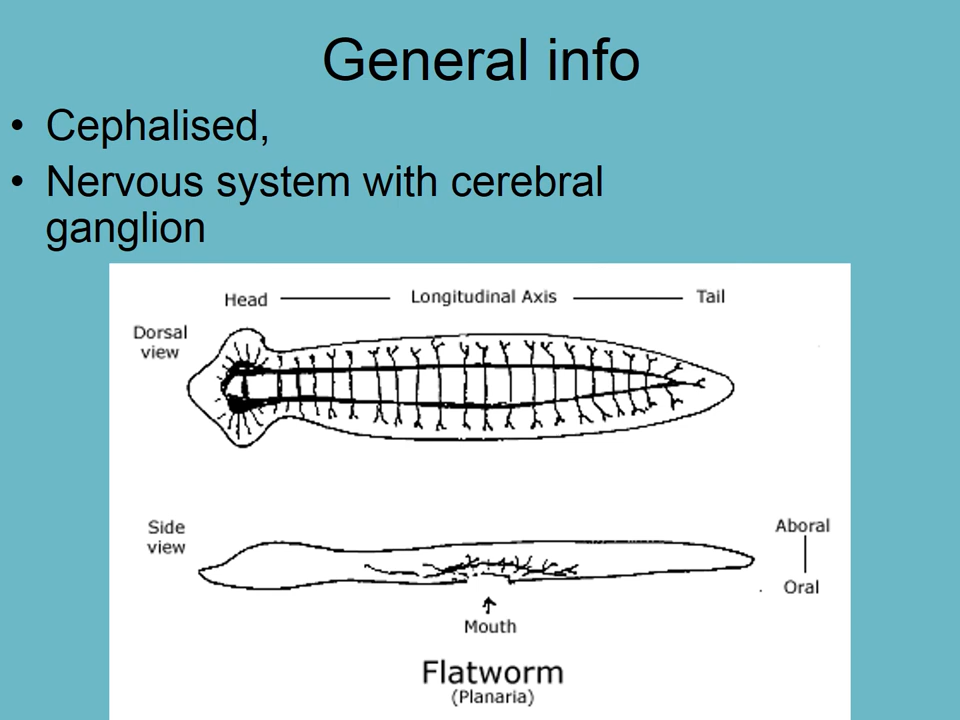 General info
• Cephalised,
• Nervous system with cerebral
ganglion
Head Longitudinal Axis Tail
Dorsal
view
Side
view
Aboral
Oral
Mouth
Flatworm
(Planaria)